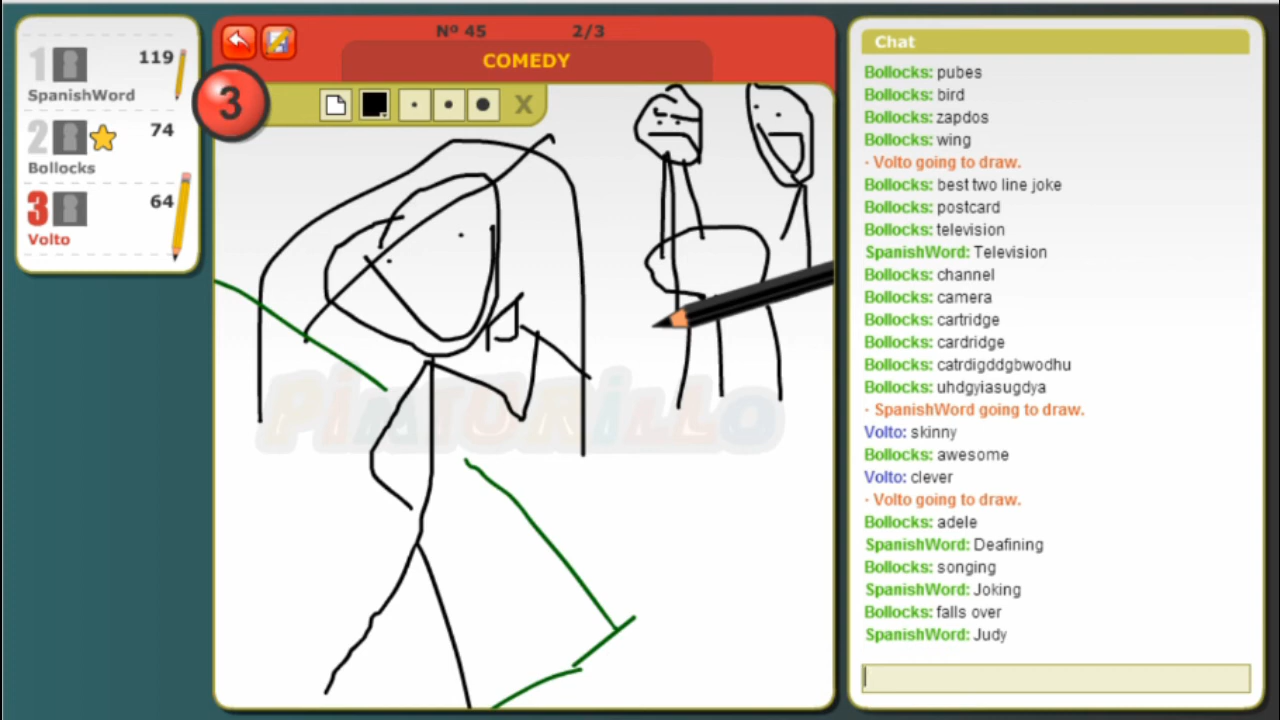 1
119
SpanishWord
2
74
Bollocks
3
64
Volto
Nº 45
2/3
COMEDY
3
X
PINTURILLO
Chat
Bollocks: pubes
Bollocks: bird
Bollocks: zapdos
Bollocks: wing
· Volto going to draw.
Bollocks: best two line joke
Bollocks: postcard
Bollocks: television
SpanishWord: Television
Bollocks: channel
Bollocks: camera
Bollocks: cartridge
Bollocks: cardridge
Bollocks: catrdigddgbwodhu
Bollocks: uhdgyiasugdya
· SpanishWord going to draw.
Volto: skinny
Bollocks: awesome
Volto: clever
· Volto going to draw.
Bollocks: adele
SpanishWord: Deafining
Bollocks: songing
SpanishWord: Joking
Bollocks: falls over
SpanishWord: Judy